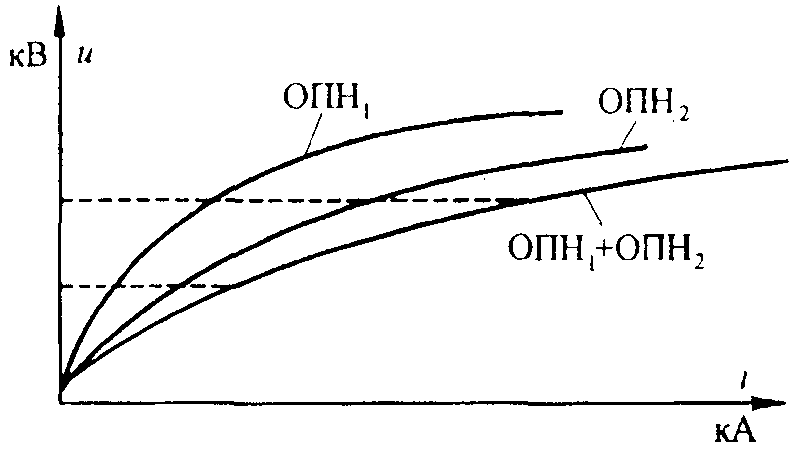 кВ u
ОПН₁
ОПН₂
ОПН₁+ОПН₂
i
кА